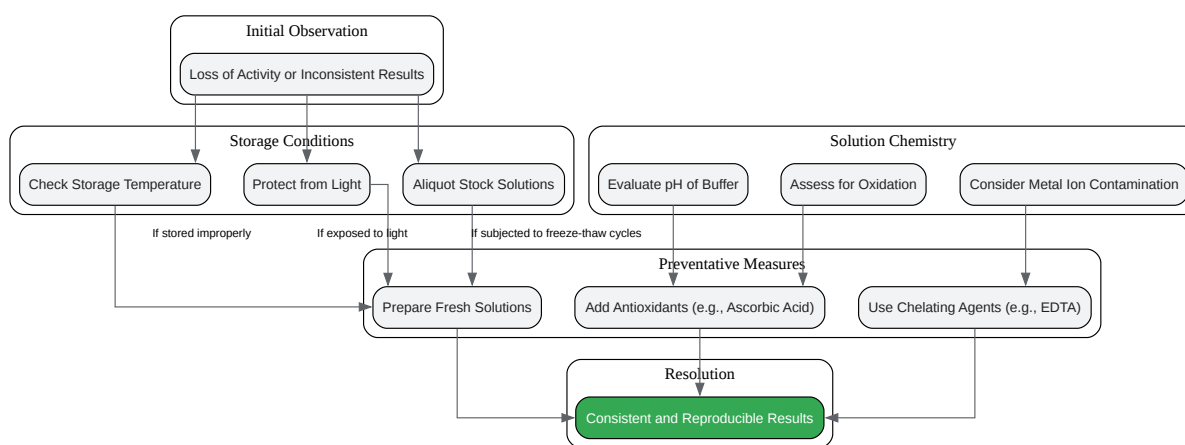 Initial Observation
Loss of Activity or Inconsistent Results
Storage Conditions
Solution Chemistry
Check Storage Temperature
Protect from Light
Aliquot Stock Solutions
Evaluate pH of Buffer
Assess for Oxidation
Consider Metal Ion Contamination
If stored improperly
If exposed to light
If subjected to freeze-thaw cycles
Preventative Measures
Prepare Fresh Solutions
Add Antioxidants (e.g., Ascorbic Acid)
Use Chelating Agents (e.g., EDTA)
Resolution
Consistent and Reproducible Results